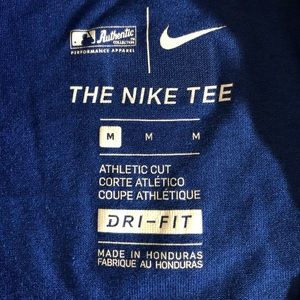 Authentic
COLLECTION
PERFORMANCE APPAREL
THE NIKE TEE
M M M
ATHLETIC CUT
CORTE ATLÉTICO
COUPE ATHLÉTIQUE
DRI-FIT
MADE IN HONDURAS
FABRIQUE AU HONDURAS